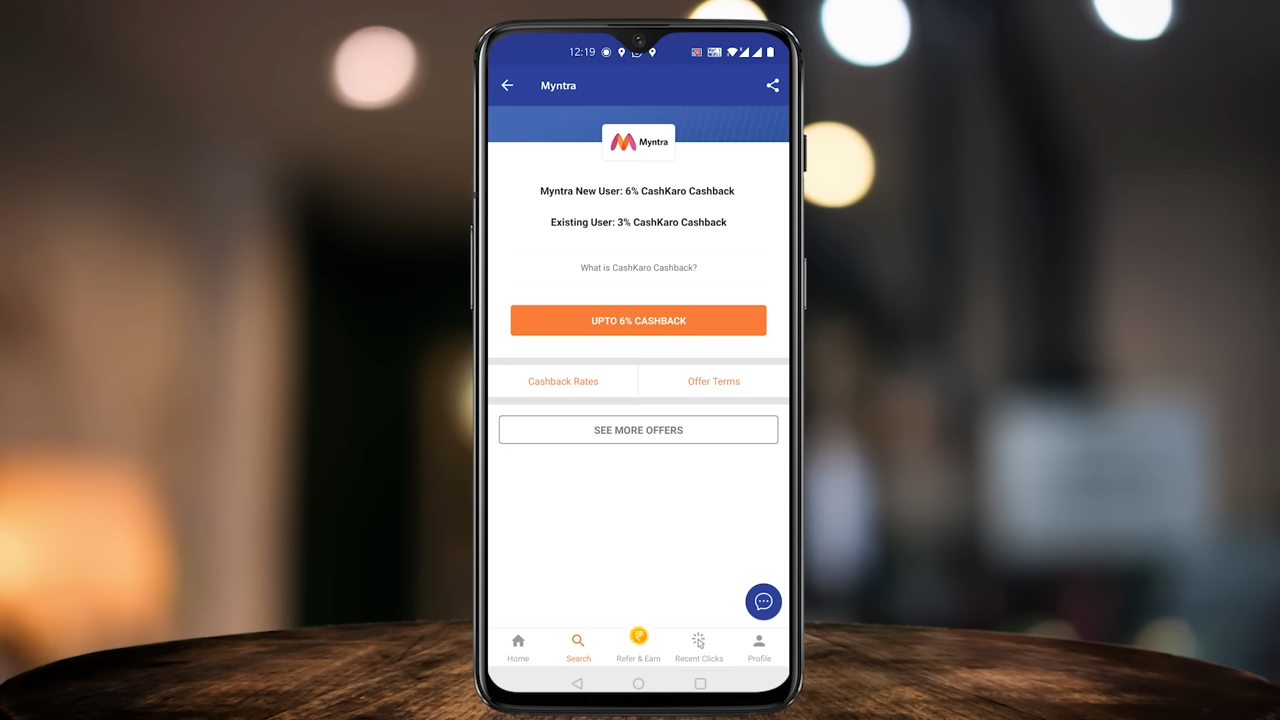 12:19
Myntra
Myntra
Myntra New User: 6% CashKaro Cashback
Existing User: 3% CashKaro Cashback
What is CashKaro Cashback?
UPTO 6% CASHBACK
Cashback Rates
Offer Terms
SEE MORE OFFERS
Home
Search
Refer & Earn
Recent Clicks
Profile